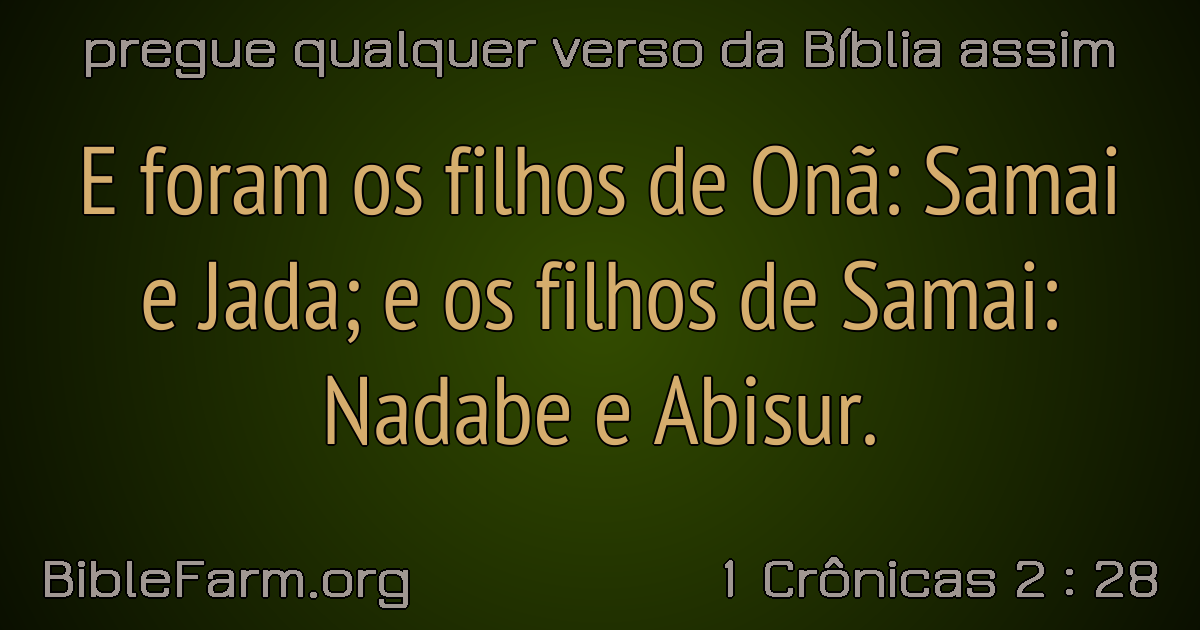 pregue qualquer verso da Bíblia assim
E foram os filhos de Onã: Samai
e Jada; e os filhos de Samai:
Nadabe e Abisur.
BibleFarm.org
1 Crônicas 2 : 28